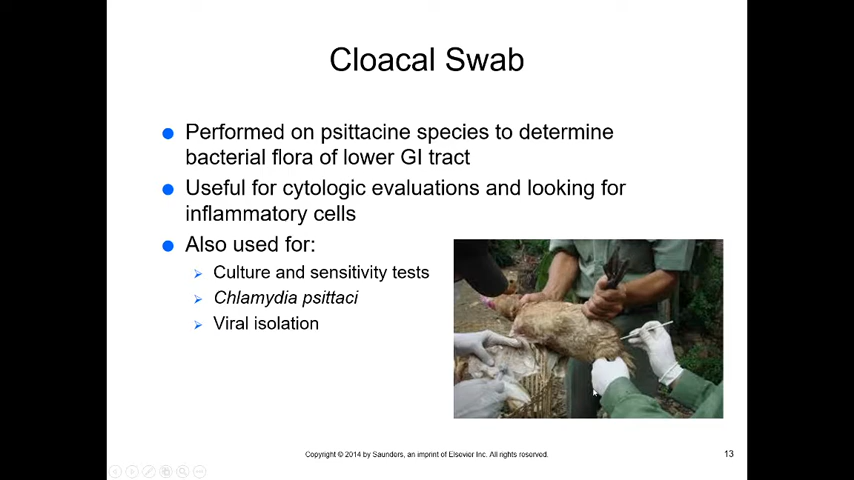 Cloacal Swab
Performed on psittacine species to determine
bacterial flora of lower GI tract
Useful for cytologic evaluations and looking for
inflammatory cells
Also used for:
Culture and sensitivity tests
Chlamydia psittaci
Viral isolation
Copyright © 2014 by Saunders, an imprint of Elsevier Inc. All rights reserved.
13